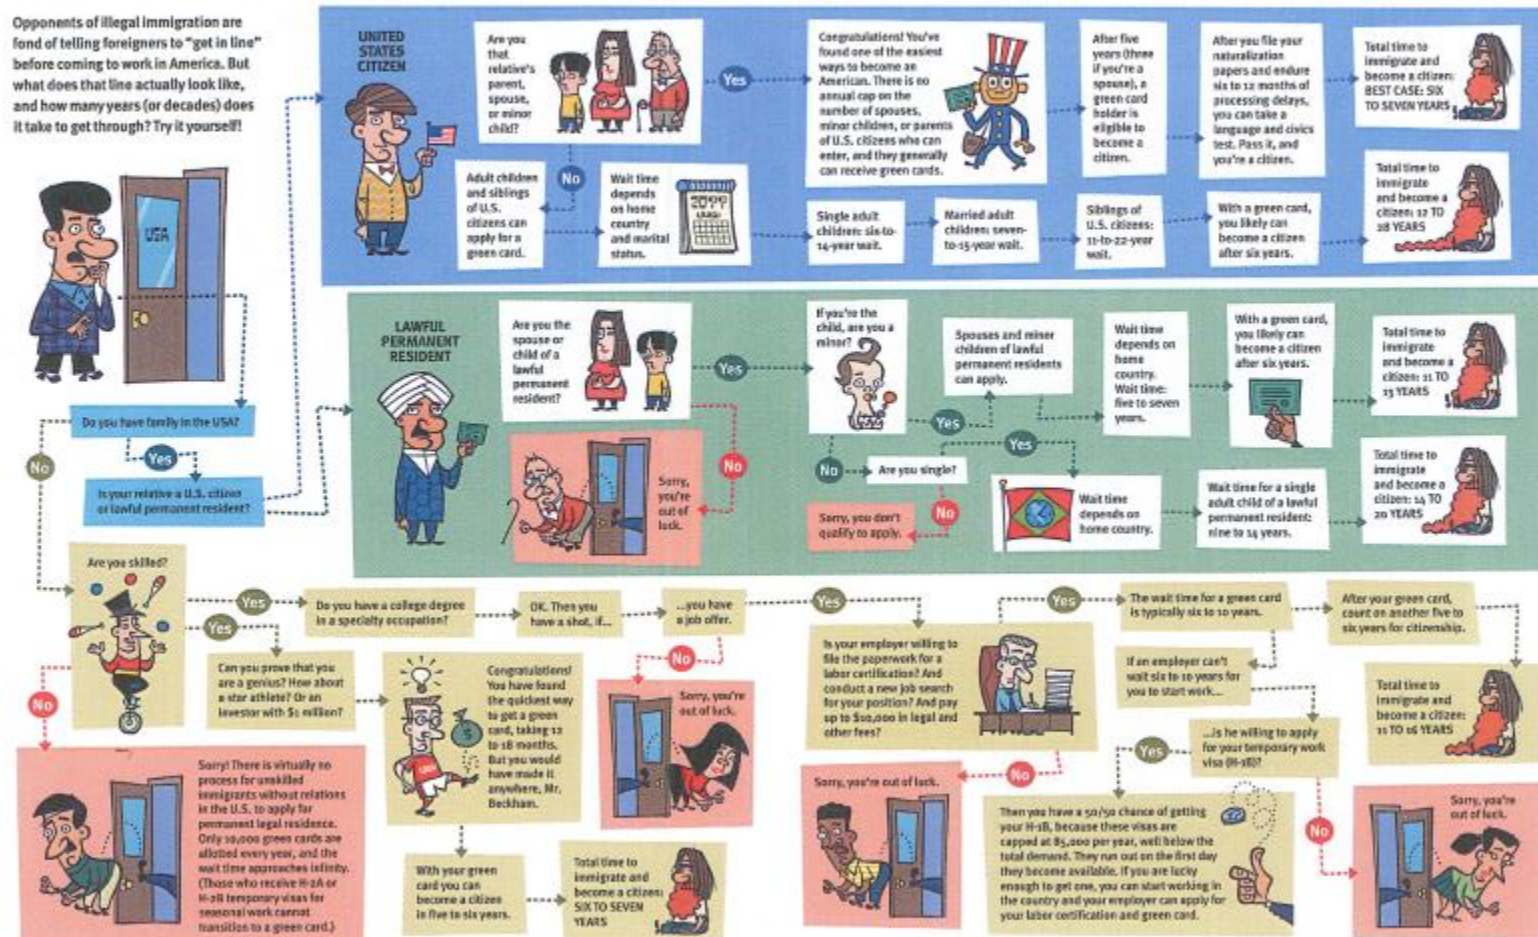 Opponents of illegal immigration are
fond of telling foreigners to "get in line"
before coming to work in America. But
what does that line actually look like,
and how many years (or decades) does
it take to get through? Try it yourself!
USA
Do you have family in the USA?
No
Yes
Is your relative a U.S. citizen
or lawful permanent resident?
UNITED
STATES
CITIZEN
Are you
that
relative's
parent,
spouse,
or minor
child?
Yes
Congratulations! You've
found one of the easiest
ways to become an
American. There is no
annual cap on the
number of spouses,
minor children, or parents
of U.S. citizens who can
enter, and they generally
can receive green cards.
After five
years (three
if you're a
spouse), a
green card
holder is
eligible to
become a
citizen.
After you file your
naturalization
papers and endure
six to 12 months of
processing delays,
you can take a
language and civics
test. Pass it, and
you're a citizen.
Total time to
immigrate and
become a citizen:
BEST CASE: SIX
TO SEVEN YEARS
No
Adult children
and siblings
of U.S.
citizens can
apply for a
green card.
Wait time
depends
on home
country
and marital
status.
Single adult
children: six-to-
14-year wait.
Married adult
children: seven-
to-15-year wait.
Siblings of
U.S. citizens:
11-to-22-year
wait.
With a green card,
you likely can
become a citizen
after six years.
Total time to
immigrate
and become a
citizen: 12 TO
28 YEARS
LAWFUL
PERMANENT
RESIDENT
Are you the
spouse or
child of a
lawful
permanent
resident?
Yes
No
Sorry,
you're
out of
luck.
If you're the
child, are you a
minor?
Yes
Spouses and minor
children of lawful
permanent residents
can apply.
Wait time
depends on
home
country.
Wait time:
five to seven
years.
With a green card,
you likely can
become a citizen
after six years.
Total time to
immigrate
and become a
citizen: 11 TO
13 YEARS
No
Are you single?
Yes
No
Sorry, you don't
qualify to apply.
Wait time
depends on
home country.
Wait time for a single
adult child of a lawful
permanent resident:
nine to 14 years.
Total time to
immigrate
and become a
citizen: 14 TO
20 YEARS
Are you skilled?
Yes
Do you have a college degree
in a specialty occupation?
OK. Then you
have a shot, if...
...you have
a job offer.
Yes
Can you prove that you
are a genius? How about
a star athlete? Or an
investor with $1 million?
Congratulations!
You have found
the quickest way
to get a green
card, taking 12
to 18 months.
But you would
have made it
anywhere, Mr.
Beckham.
With your green
card you can
become a citizen
in five to six years.
Total time to
immigrate and
become a citizen:
SIX TO SEVEN
YEARS
No
Sorry, you're
out of luck.
No
Sorry! There is virtually no
process for unskilled
immigrants without relations
in the U.S. to apply for
permanent legal residence.
Only 10,000 green cards are
allotted every year, and the
wait time approaches infinity.
(Those who receive H-2A or
H-2B temporary visas for
seasonal work cannot
transition to a green card.)
Yes
Is your employer willing to
file the paperwork for a
labor certification? And
conduct a new job search
for your position? And pay
up to $10,000 in legal and
other fees?
No
Sorry, you're out of luck.
Yes
The wait time for a green card
is typically six to 10 years.
After your green card,
count on another five to
six years for citizenship.
Total time to
immigrate and
become a citizen:
11 TO 16 YEARS
If an employer can't
wait six to 10 years for
you to start work...
...is he willing to apply
for your temporary work
visa (H-1B)?
Yes
Then you have a 50/50 chance of getting
your H-1B, because these visas are
capped at 85,000 per year, well below the
total demand. They run out on the first day
they become available. If you are lucky
enough to get one, you can start working in
the country and your employer can apply for
your labor certification and green card.
No
Sorry, you're
out of luck.